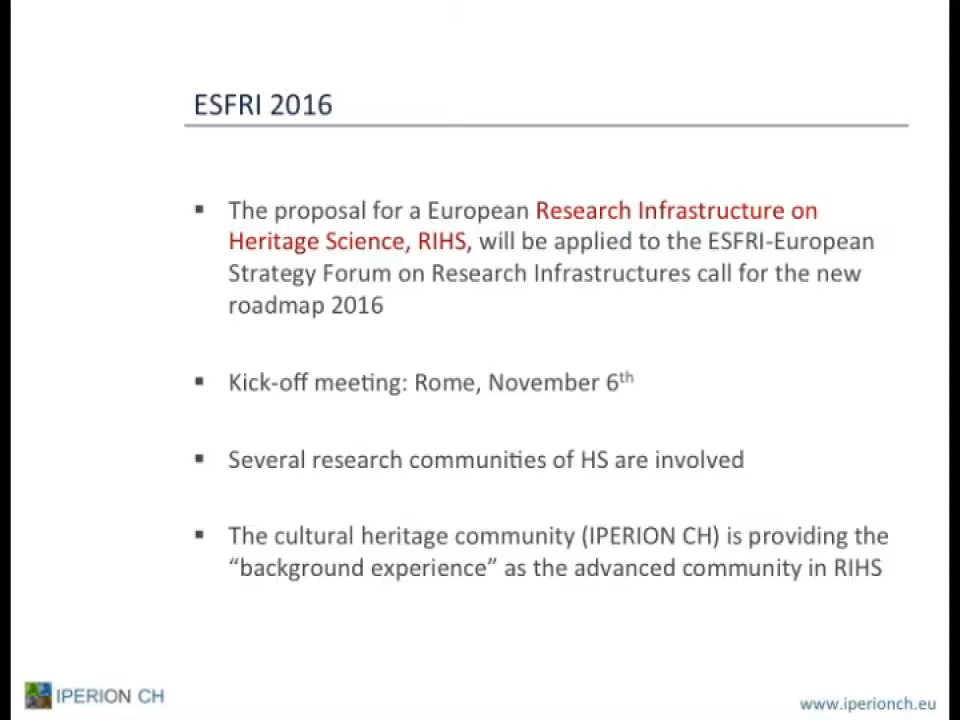 ESFRI 2016
▪ The proposal for a European Research Infrastructure on
Heritage Science, RIHS, will be applied to the ESFRI-European
Strategy Forum on Research Infrastructures call for the new
roadmap 2016
▪ Kick-off meeting: Rome, November 6th
▪ Several research communities of HS are involved
▪ The cultural heritage community (IPERION CH) is providing the
“background experience” as the advanced community in RIHS
IPERION CH
www.iperionch.eu